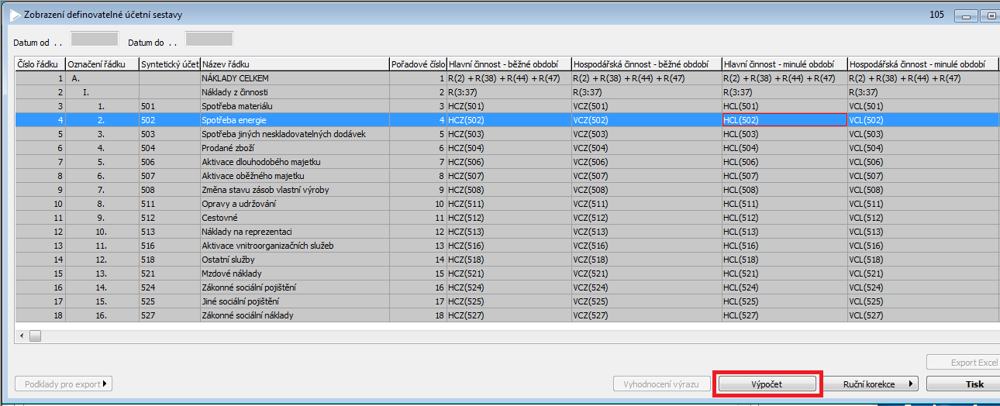 Zobrazení definovatelné účetní sestavy 105
Datum od . . Datum do . .
Číslo řádku Označení řádku Syntetický účet Název řádku Pořadové číslo Hlavní činnost - běžné období Hospodářská činnost - běžné období Hlavní činnost - minulé období Hospodářská činnost - minulé období
1 A. NÁKLADY CELKEM 1 R(2) + R(38) + R(44) + R(47) R(2) + R(38) + R(44) + R(47) R(2) + R(38) + R(44) + R(47) R(2) + R(38) + R(44) + R(47)
2 I. Náklady z činnosti 2 R(3:37) R(3:37) R(3:37) R(3:37)
3 1. 501 Spotřeba materiálu 3 HCZ(501) VCZ(501) HCL(501) VCL(501)
4 2. 502 Spotřeba energie 4 HCZ(502) VCZ(502) HCL(502) VCL(502)
5 3. 503 Spotřeba jiných neskladovatelných dodávek 5 HCZ(503) VCZ(503) HCL(503) VCL(503)
6 4. 504 Prodané zboží 6 HCZ(504) VCZ(504) HCL(504) VCL(504)
7 5. 506 Aktivace dlouhodobého majetku 7 HCZ(506) VCZ(506) HCL(506) VCL(506)
8 6. 507 Aktivace oběžného majetku 8 HCZ(507) VCZ(507) HCL(507) VCL(507)
9 7. 508 Změna stavu zásob vlastní výroby 9 HCZ(508) VCZ(508) HCL(508) VCL(508)
10 8. 511 Opravy a udržování 10 HCZ(511) VCZ(511) HCL(511) VCL(511)
11 9. 512 Cestovné 11 HCZ(512) VCZ(512) HCL(512) VCL(512)
12 10. 513 Náklady na reprezentaci 12 HCZ(513) VCZ(513) HCL(513) VCL(513)
13 11. 516 Aktivace vnitroorganizačních služeb 13 HCZ(516) VCZ(516) HCL(516) VCL(516)
14 12. 518 Ostatní služby 14 HCZ(518) VCZ(518) HCL(518) VCL(518)
15 13. 521 Mzdové náklady 15 HCZ(521) VCZ(521) HCL(521) VCL(521)
16 14. 524 Zákonné sociální pojištění 16 HCZ(524) VCZ(524) HCL(524) VCL(524)
17 15. 525 Jiné sociální pojištění 17 HCZ(525) VCZ(525) HCL(525) VCL(525)
18 16. 527 Zákonné sociální náklady 18 HCZ(527) VCZ(527) HCL(527) VCL(527)
Export Excel
Podklady pro export Vyhodnocení výrazu Výpočet Ruční korekce Tisk